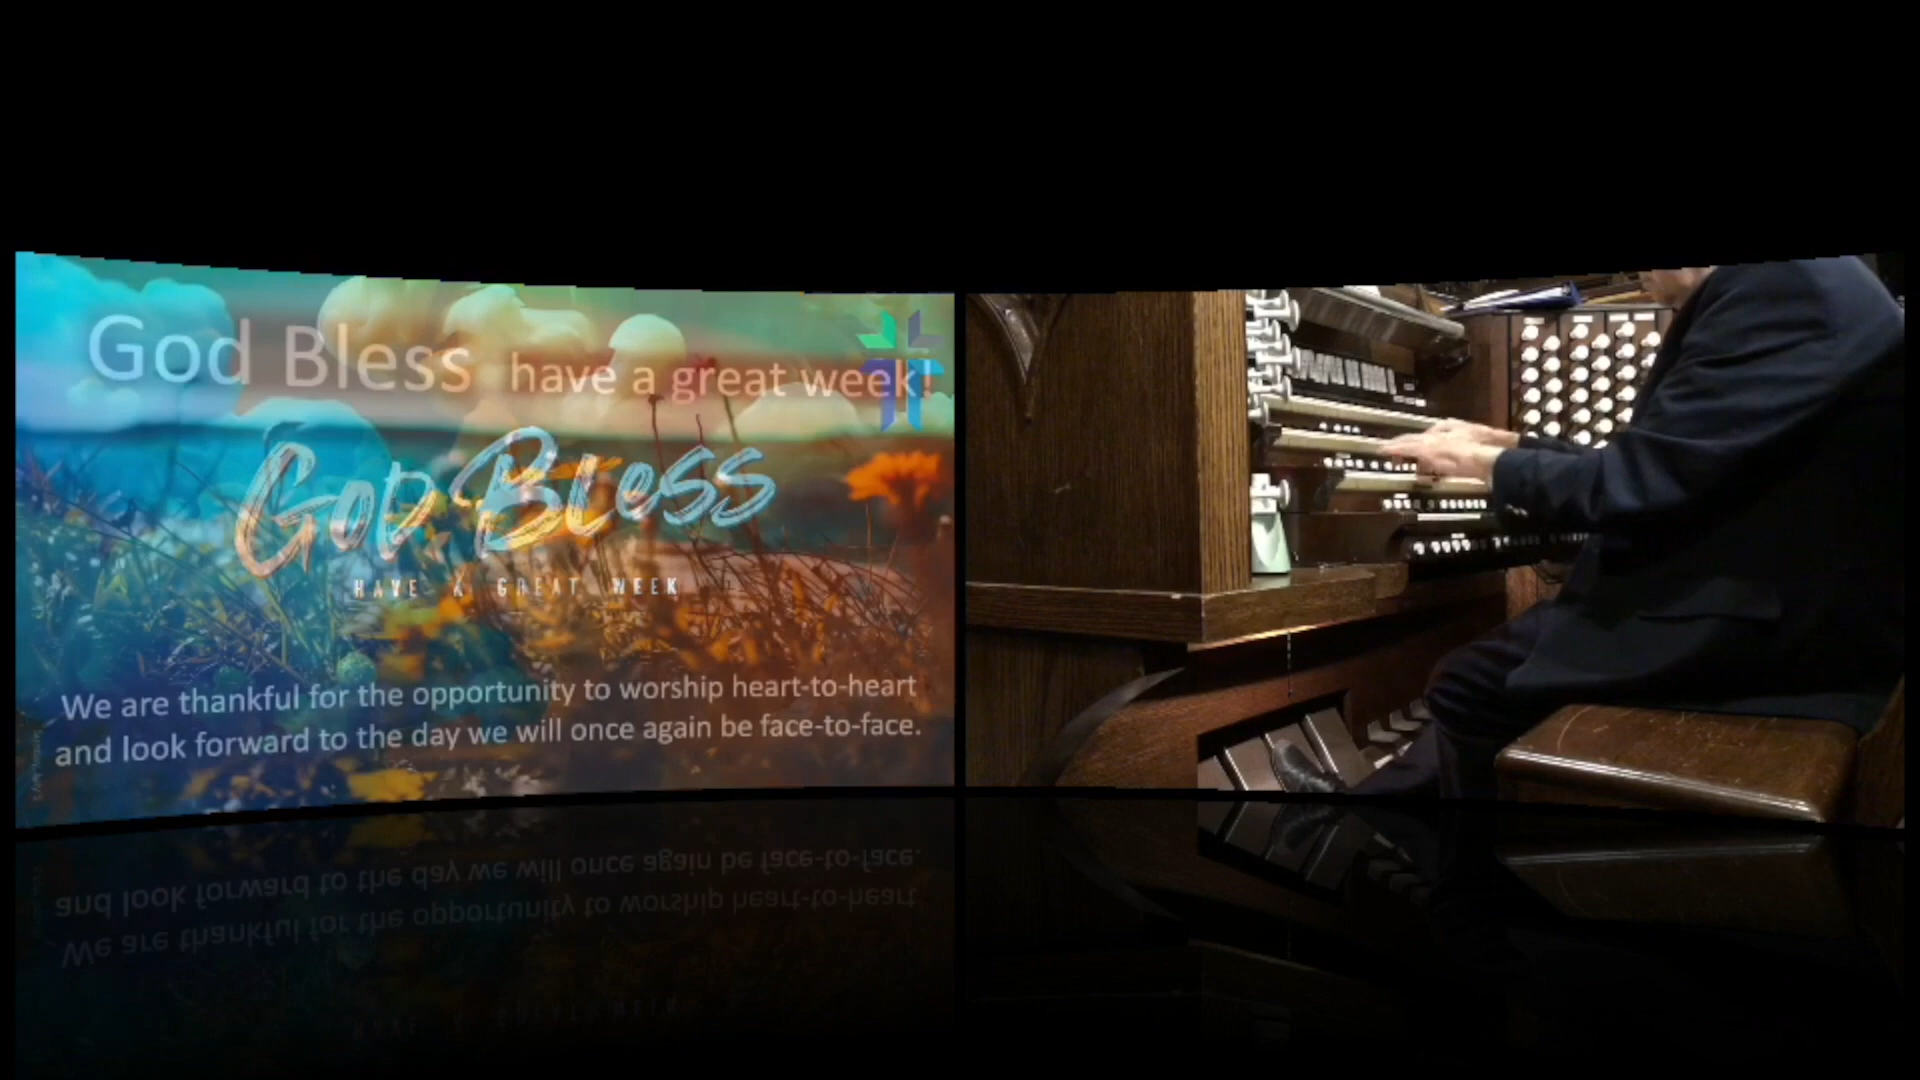 God Bless have a great week!
God Bless
HAVE A GREAT WEEK
We are thankful for the opportunity to worship heart-to-heart
and look forward to the day we will once again be face-to-face.